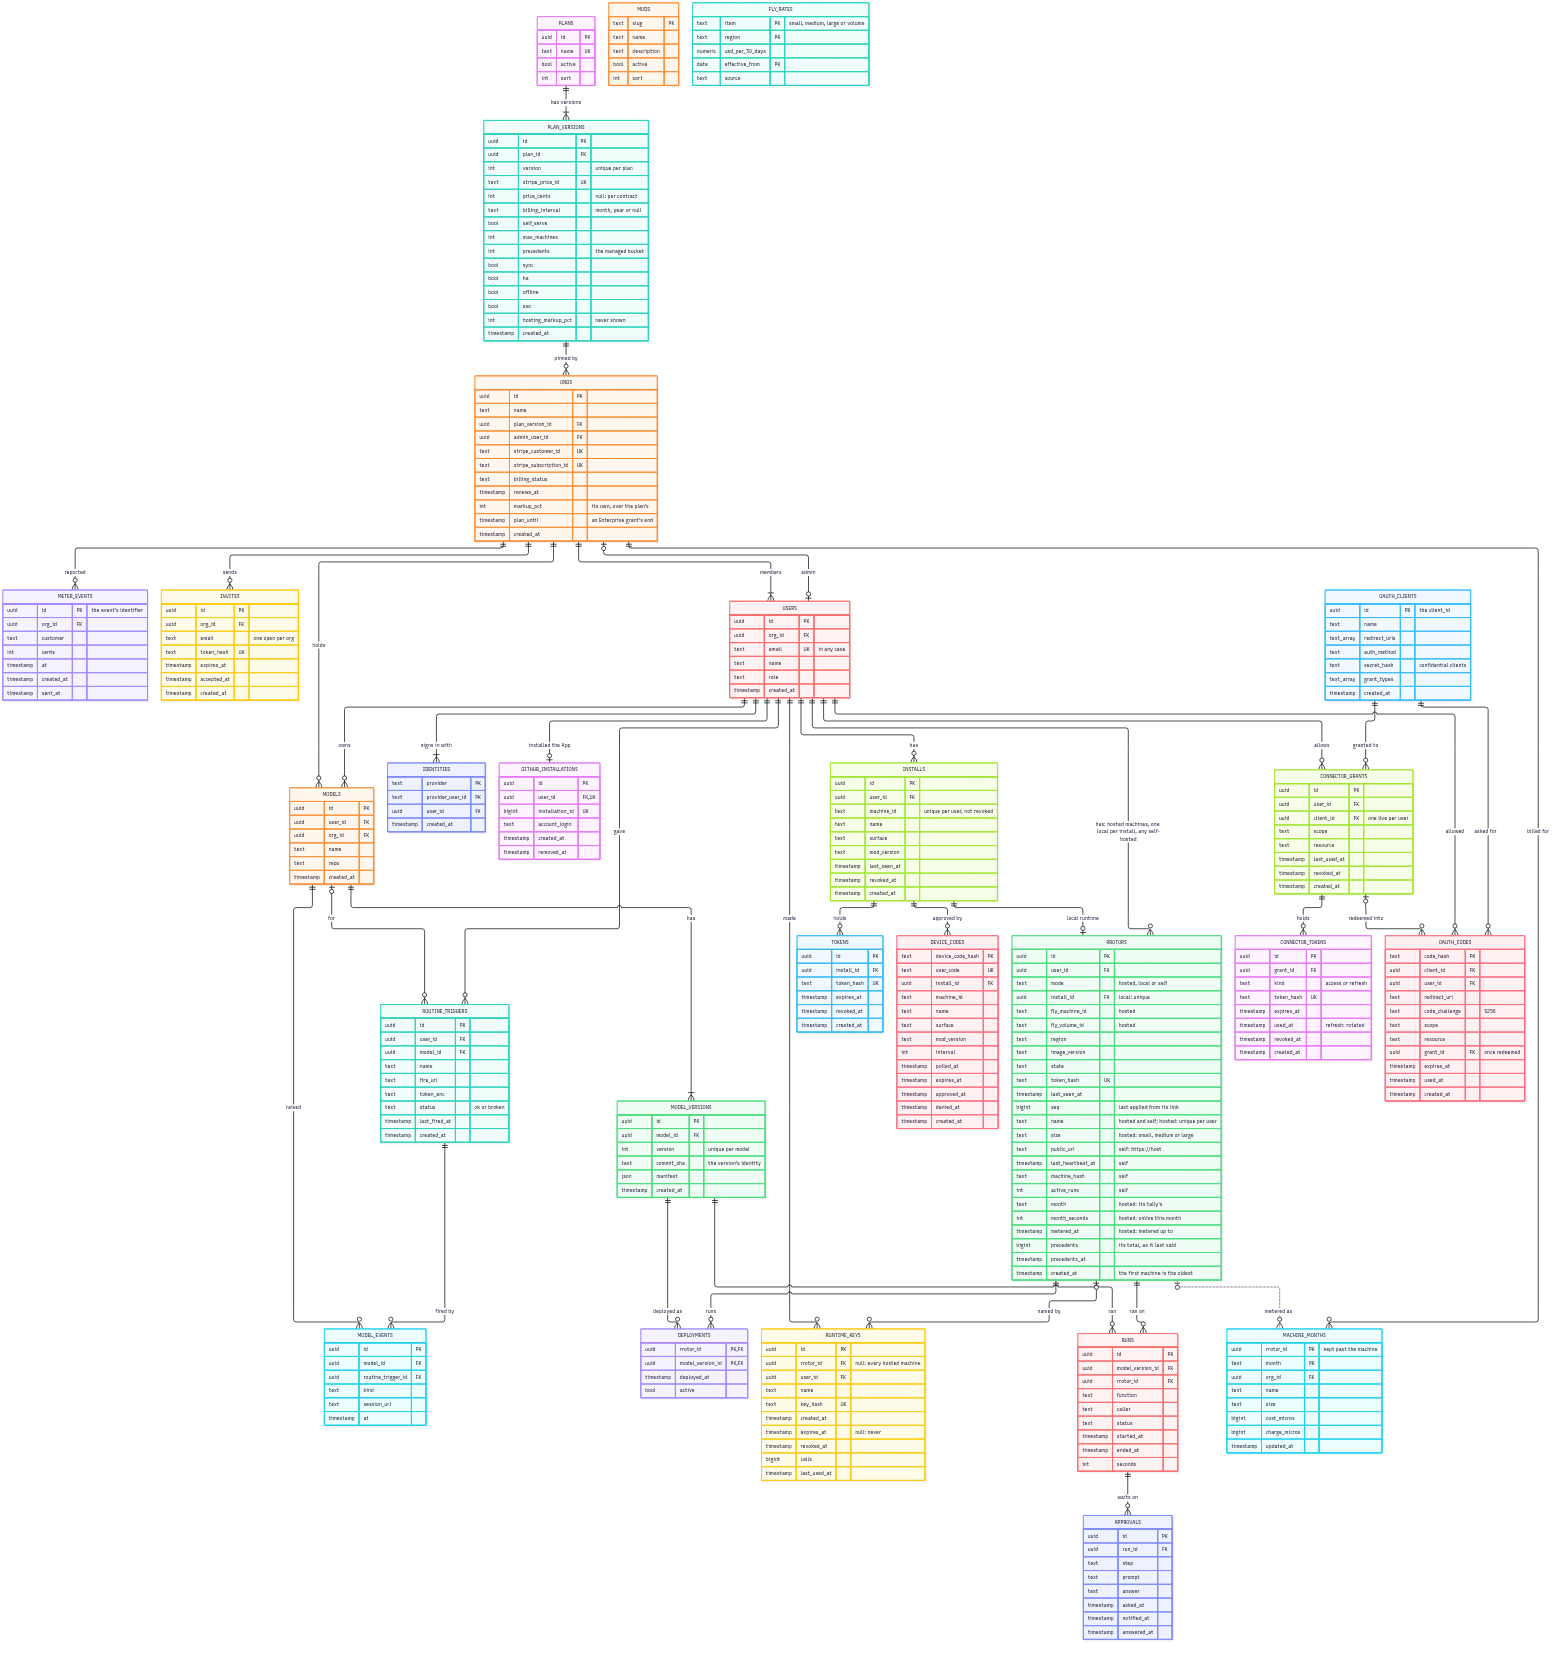 PLANS
uuid id PK
text name UK
bool active
int sort
MODS
text slug PK
text name
text description
bool active
int sort
FLY_RATES
text item PK small, medium, large or volume
text region PK
numeric usd_per_30_days
date effective_from PK
text source
has versions
PLAN_VERSIONS
uuid id PK
uuid plan_id FK
int version unique per plan
text stripe_price_id UK
int price_cents null: per contract
text billing_interval month, year or null
bool self_serve
int max_machines
int precedents the managed bucket
bool sync
bool ha
bool offline
bool sso
int hosting_markup_pct never shown
timestamp created_at
pinned by
ORGS
uuid id PK
text name
uuid plan_version_id FK
uuid admin_user_id FK
text stripe_customer_id UK
text stripe_subscription_id UK
text billing_status
timestamp renews_at
int markup_pct its own, over the plan's
timestamp plan_until an Enterprise grant's end
timestamp created_at
reported
sends
holds
members
admin
billed for
METER_EVENTS
uuid id PK the event's identifier
uuid org_id FK
text customer
int cents
timestamp at
timestamp created_at
timestamp sent_at
INVITES
uuid id PK
uuid org_id FK
text email one open per org
text token_hash UK
timestamp expires_at
timestamp accepted_at
timestamp created_at
USERS
uuid id PK
uuid org_id FK
text email UK in any case
text name
text role
timestamp created_at
OAUTH_CLIENTS
uuid id PK the client_id
text name
text_array redirect_uris
text auth_method
text secret_hash confidential clients
text_array grant_types
timestamp created_at
owns
signs in with
installed the App
gave
made
has
has: hosted machines, one
local per install, any self-
hosted
allows
granted to
allowed
asked for
MODELS
uuid id PK
uuid user_id FK
uuid org_id FK
text name
text repo
timestamp created_at
IDENTITIES
text provider PK
text provider_user_id PK
uuid user_id FK
timestamp created_at
GITHUB_INSTALLATIONS
uuid id PK
uuid user_id FK,UK
bigint installation_id UK
text account_login
timestamp created_at
timestamp removed_at
INSTALLS
uuid id PK
uuid user_id FK
text machine_id unique per user, not revoked
text name
text surface
text mod_version
timestamp last_seen_at
timestamp revoked_at
timestamp created_at
CONNECTOR_GRANTS
uuid id PK
uuid user_id FK
uuid client_id FK one live per user
text scope
text resource
timestamp last_used_at
timestamp revoked_at
timestamp created_at
raised
for
has
holds
approved by
local runtime
holds
redeemed into
TOKENS
uuid id PK
uuid install_id FK
text token_hash UK
timestamp expires_at
timestamp revoked_at
timestamp created_at
DEVICE_CODES
text device_code_hash PK
text user_code UK
uuid install_id FK
text machine_id
text name
text surface
text mod_version
int interval
timestamp polled_at
timestamp expires_at
timestamp approved_at
timestamp denied_at
timestamp created_at
RROTORS
uuid id PK
uuid user_id FK
text mode hosted, local or self
uuid install_id FK local: unique
text fly_machine_id hosted
text fly_volume_id hosted
text region
text image_version
text state
text token_hash UK
timestamp last_seen_at
bigint seq last applied from its link
text name hosted and self; hosted: unique per user
text size hosted: small, medium or large
text public_url self: https://host
timestamp last_heartbeat_at self
text machine_hash self
int active_runs self
text month hosted: its tally's
int month_seconds hosted: online this month
timestamp metered_at hosted: metered up to
bigint precedents its total, as it last said
timestamp precedents_at
timestamp created_at the first machine is the oldest
CONNECTOR_TOKENS
uuid id PK
uuid grant_id FK
text kind access or refresh
text token_hash UK
timestamp expires_at
timestamp used_at refresh: rotated
timestamp revoked_at
timestamp created_at
OAUTH_CODES
text code_hash PK
uuid client_id FK
uuid user_id FK
text redirect_uri
text code_challenge S256
text scope
text resource
uuid grant_id FK once redeemed
timestamp expires_at
timestamp used_at
timestamp created_at
ROUTINE_TRIGGERS
uuid id PK
uuid user_id FK
uuid model_id FK
text name
text fire_url
text token_enc
text status ok or broken
timestamp last_fired_at
timestamp created_at
MODEL_VERSIONS
uuid id PK
uuid model_id FK
int version unique per model
text commit_sha the version's identity
json manifest
timestamp created_at
fired by
deployed as
runs
named by
ran
ran on
metered as
MODEL_EVENTS
uuid id PK
uuid model_id FK
uuid routine_trigger_id FK
text kind
text session_url
timestamp at
DEPLOYMENTS
uuid rrotor_id PK,FK
uuid model_version_id PK,FK
timestamp deployed_at
bool active
RUNTIME_KEYS
uuid id PK
uuid rrotor_id FK null: every hosted machine
uuid user_id FK
text name
text key_hash UK
timestamp created_at
timestamp expires_at null: never
timestamp revoked_at
bigint calls
timestamp last_used_at
RUNS
uuid id PK
uuid model_version_id FK
uuid rrotor_id FK
text function
text caller
text status
timestamp started_at
timestamp ended_at
int seconds
MACHINE_MONTHS
uuid rrotor_id PK kept past the machine
text month PK
uuid org_id FK
text name
text size
bigint cost_micros
bigint charge_micros
timestamp updated_at
waits on
APPROVALS
uuid id PK
uuid run_id FK
text step
text prompt
text answer
timestamp asked_at
timestamp notified_at
timestamp answered_at